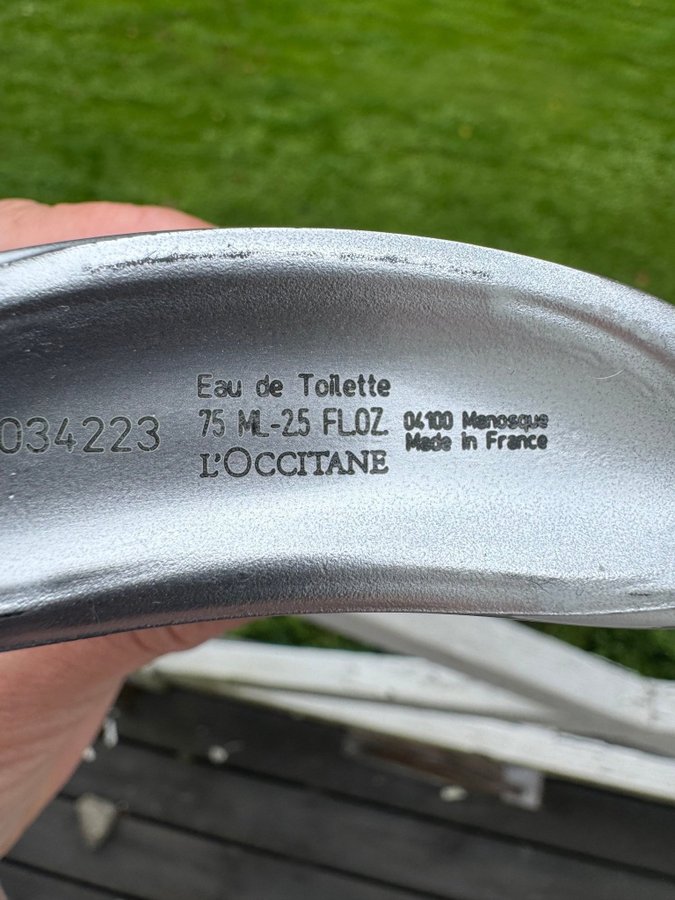 034223
Eau de Toilette
75 ML-2.5 FL.OZ.
L'OCCITANE
04100 Manosque
Made in France